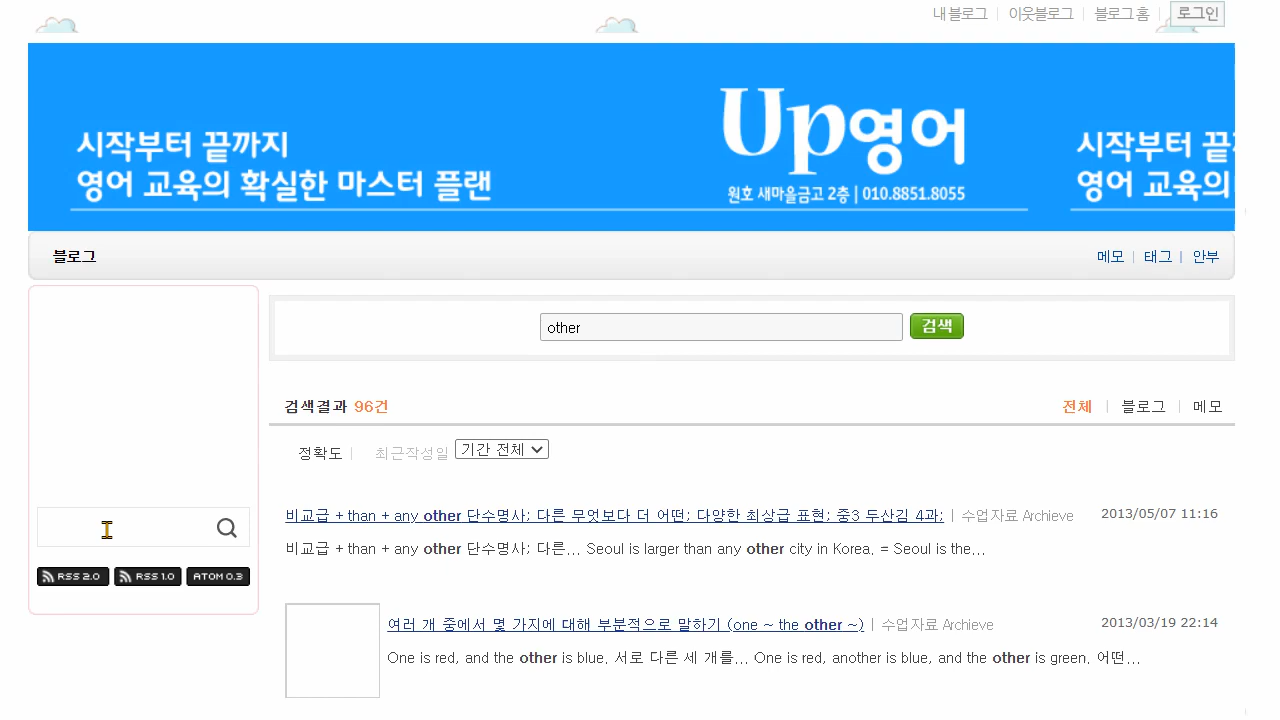 내 블로그 | 이웃블로그 | 블로그 홈 | 로그인
시작부터 끝까지
영어 교육의 확실한 마스터 플랜
Up영어
원호 새마을금고 2층 | 010.8851.8055
시작부터 끝
영어 교육의
블로그
메모 | 태그 | 안부
other 검색
검색결과 96건
전체 | 블로그 | 메모
정확도 | 최근작성일 기간 전체
비교급 + than + any other 단수명사; 다른 무엇보다 더 어떤; 다양한 최상급 표현; 중3 두산김 4과; | 수업자료 Archieve 2013/05/07 11:16
비교급 + than + any other 단수명사; 다른... Seoul is larger than any other city in Korea. = Seoul is the...
RSS 2.0 RSS 1.0 ATOM 0.3
여러 개 중에서 몇 가지에 대해 부분적으로 말하기 (one ~ the other ~) | 수업자료 Archieve 2013/03/19 22:14
One is red, and the other is blue. 서로 다른 세 개를... One is red, another is blue, and the other is green. 어떤...